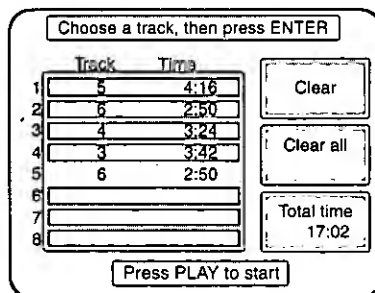 Choose a track, then press ENTER
Track Time
1 5 4:16
2 6 2:50
3 4 3:24
4 3 3:42
5 6 2:50
6
7
8
Clear
Clear all
Total time
17:02
Press PLAY to start